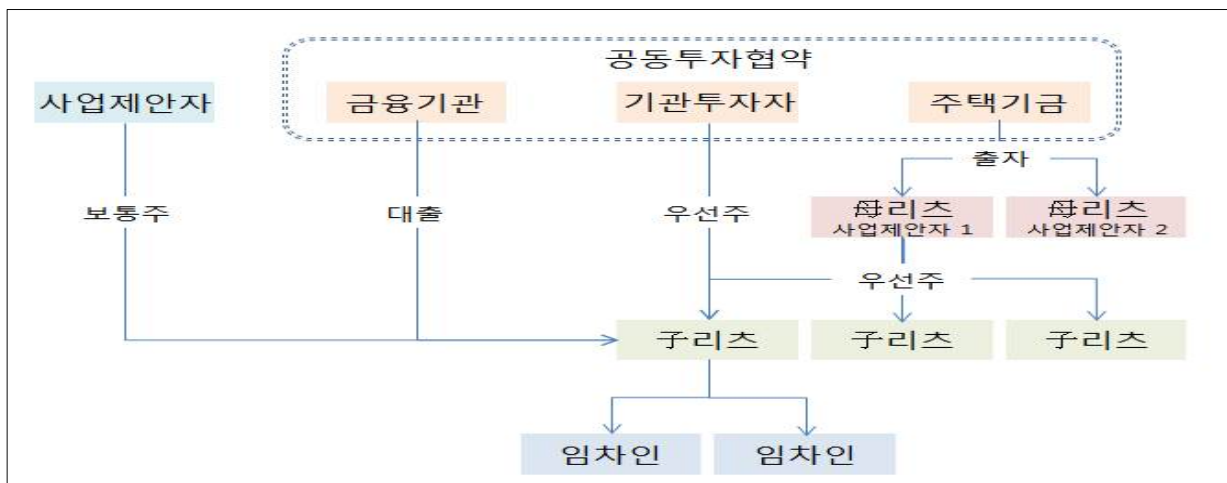 공동투자협약
사업제안자
금융기관
기관투자자
주택기금
출자
보통주
대출
우선주
母리츠
사업제안자 1
母리츠
사업제안자 2
우선주
子리츠
子리츠
子리츠
임차인
임차인